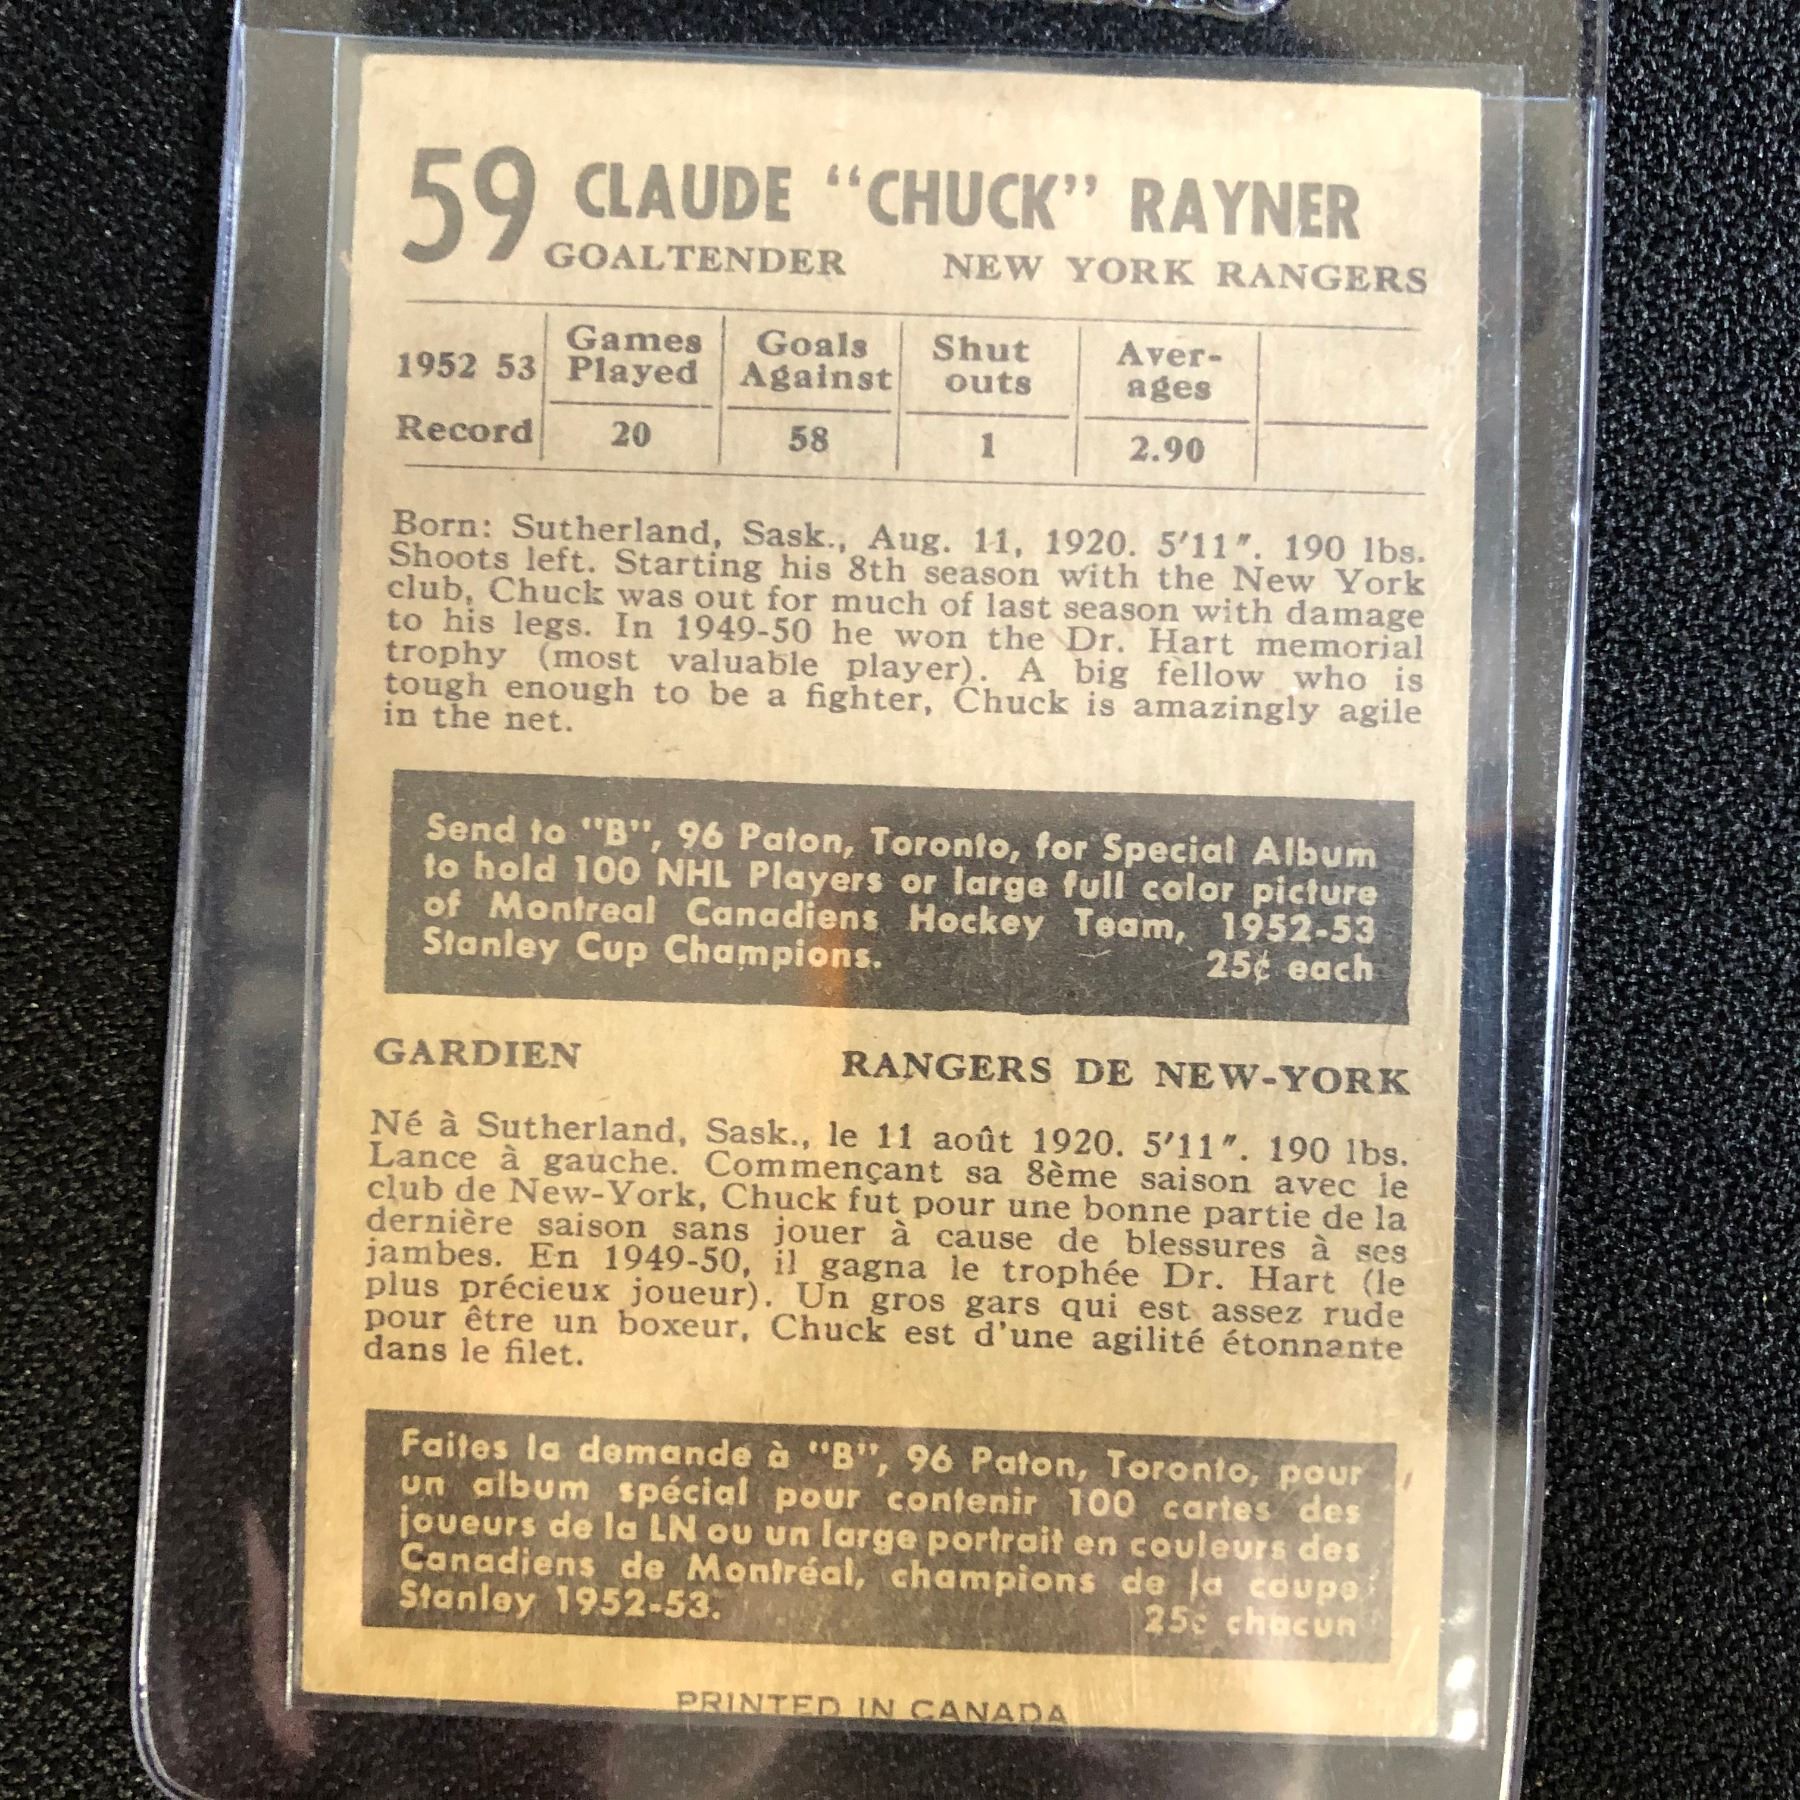 59 CLAUDE “CHUCK” RAYNER
GOALTENDER NEW YORK RANGERS
1952 53 Games Played Goals Against Shut outs Aver-ages
Record 20 58 1 2.90
Born: Sutherland, Sask., Aug. 11, 1920. 5'11". 190 lbs.
Shoots left. Starting his 8th season with the New York
club, Chuck was out for much of last season with damage
to his legs. In 1949-50 he won the Dr. Hart memorial
trophy (most valuable player). A big fellow who is
tough enough to be a fighter, Chuck is amazingly agile
in the net.
Send to "B", 96 Paton, Toronto, for Special Album
to hold 100 NHL Players or large full color picture
of Montreal Canadiens Hockey Team, 1952-53
Stanley Cup Champions. 25¢ each
GARDIEN RANGERS DE NEW-YORK
Né à Sutherland, Sask., le 11 août 1920. 5'11". 190 lbs.
Lance à gauche. Commençant sa 8ème saison avec le
club de New-York, Chuck fut pour une bonne partie de la
dernière saison sans jouer à cause de blessures à ses
jambes. En 1949-50, il gagna le trophée Dr. Hart (le
plus précieux joueur). Un gros gars qui est assez rude
pour être un boxeur, Chuck est d'une agilité étonnante
dans le filet.
Faites la demande à "B", 96 Paton, Toronto, pour
un album spécial pour contenir 100 cartes des
joueurs de la LN ou un large portrait en couleurs des
Canadiens de Montréal, champions de la coupe
Stanley 1952-53. 25¢ chacun
PRINTED IN CANADA